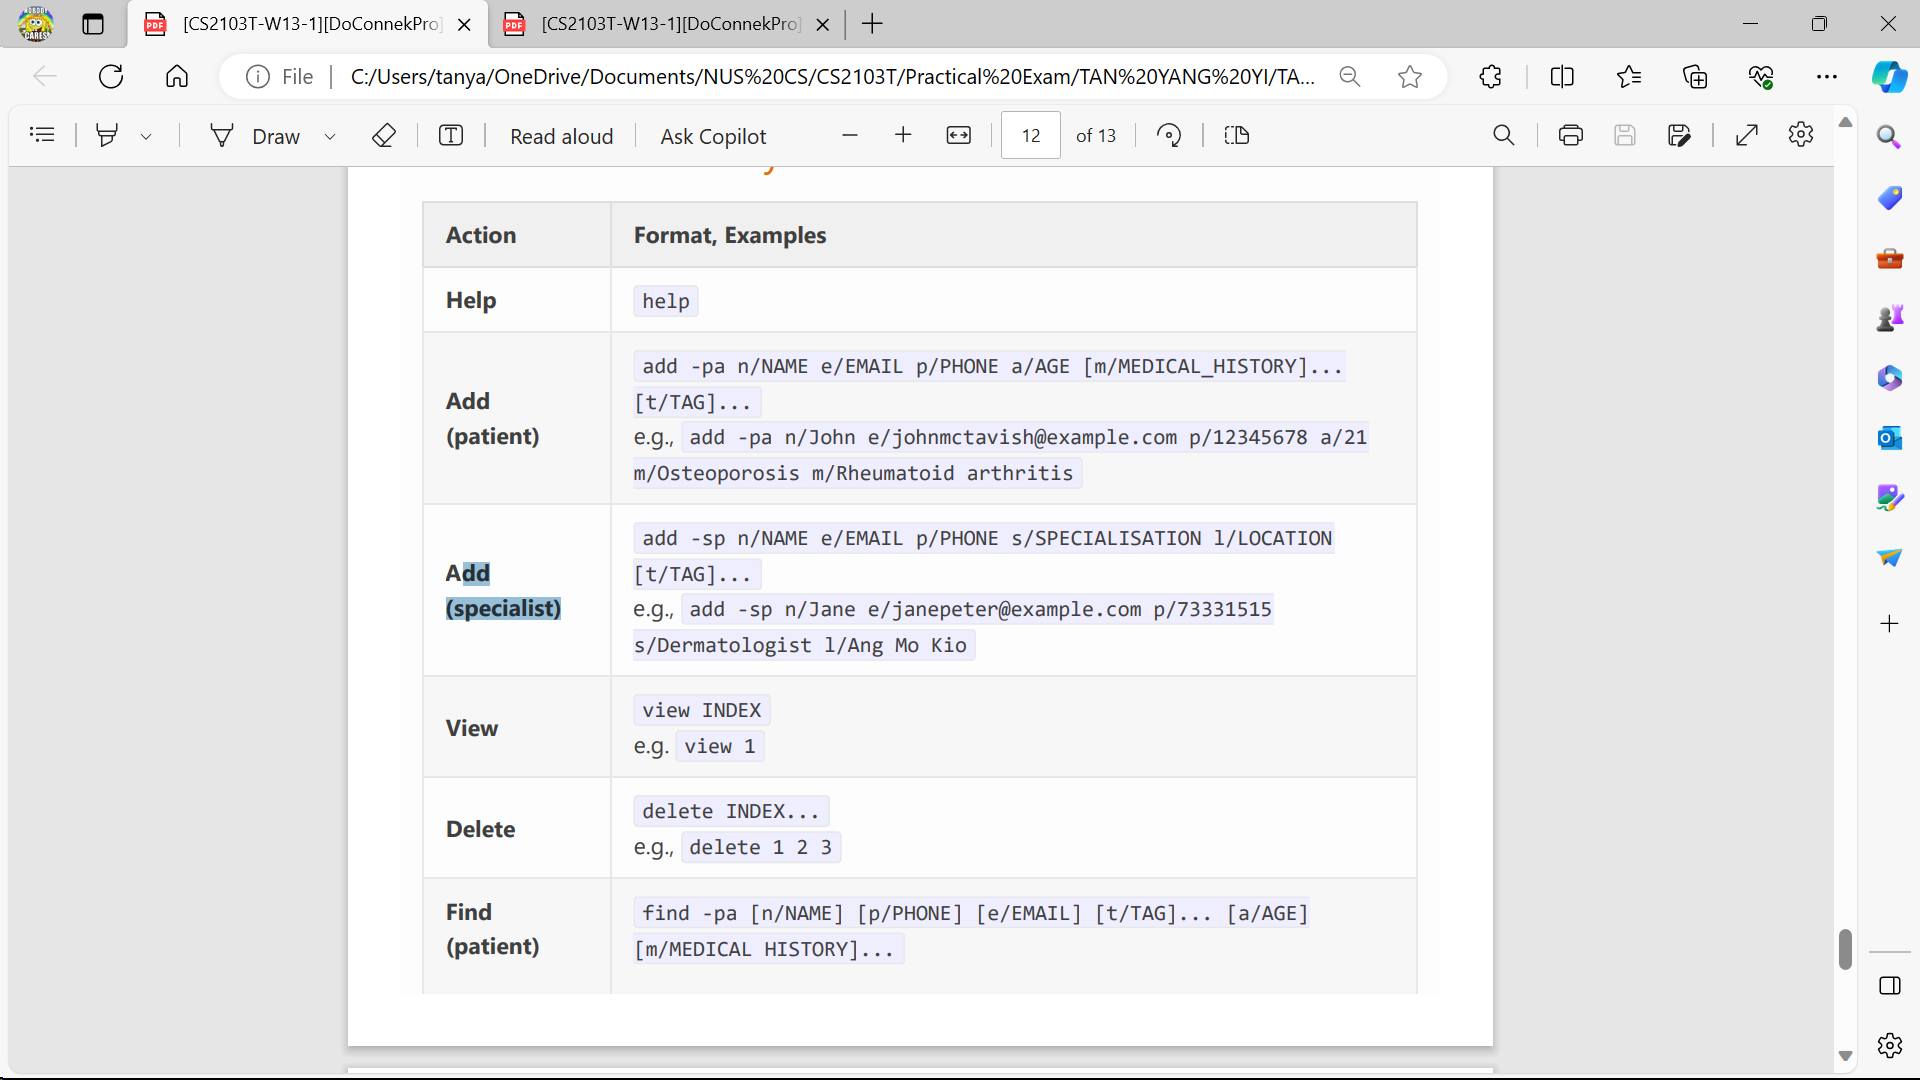 [CS2103T-W13-1][DoConnekPro]
[CS2103T-W13-1][DoConnekPro]
File
C:/Users/tanya/OneDrive/Documents/NUS%20CS/CS2103T/Practical%20Exam/TAN%20YANG%20YI/TA...
Draw
Read aloud
Ask Copilot
12 of 13
Action
Format, Examples
Help
help
Add
(patient)
add -pa n/NAME e/EMAIL p/PHONE a/AGE [m/MEDICAL_HISTORY]...
[t/TAG]...
e.g., add -pa n/John e/johnmctavish@example.com p/12345678 a/21
m/Osteoporosis m/Rheumatoid arthritis
Add
(specialist)
add -sp n/NAME e/EMAIL p/PHONE s/SPECIALISATION l/LOCATION
[t/TAG]...
e.g., add -sp n/Jane e/janepeter@example.com p/73331515
s/Dermatologist l/Ang Mo Kio
View
view INDEX
e.g. view 1
Delete
delete INDEX...
e.g., delete 1 2 3
Find
(patient)
find -pa [n/NAME] [p/PHONE] [e/EMAIL] [t/TAG]... [a/AGE]
[m/MEDICAL HISTORY]...